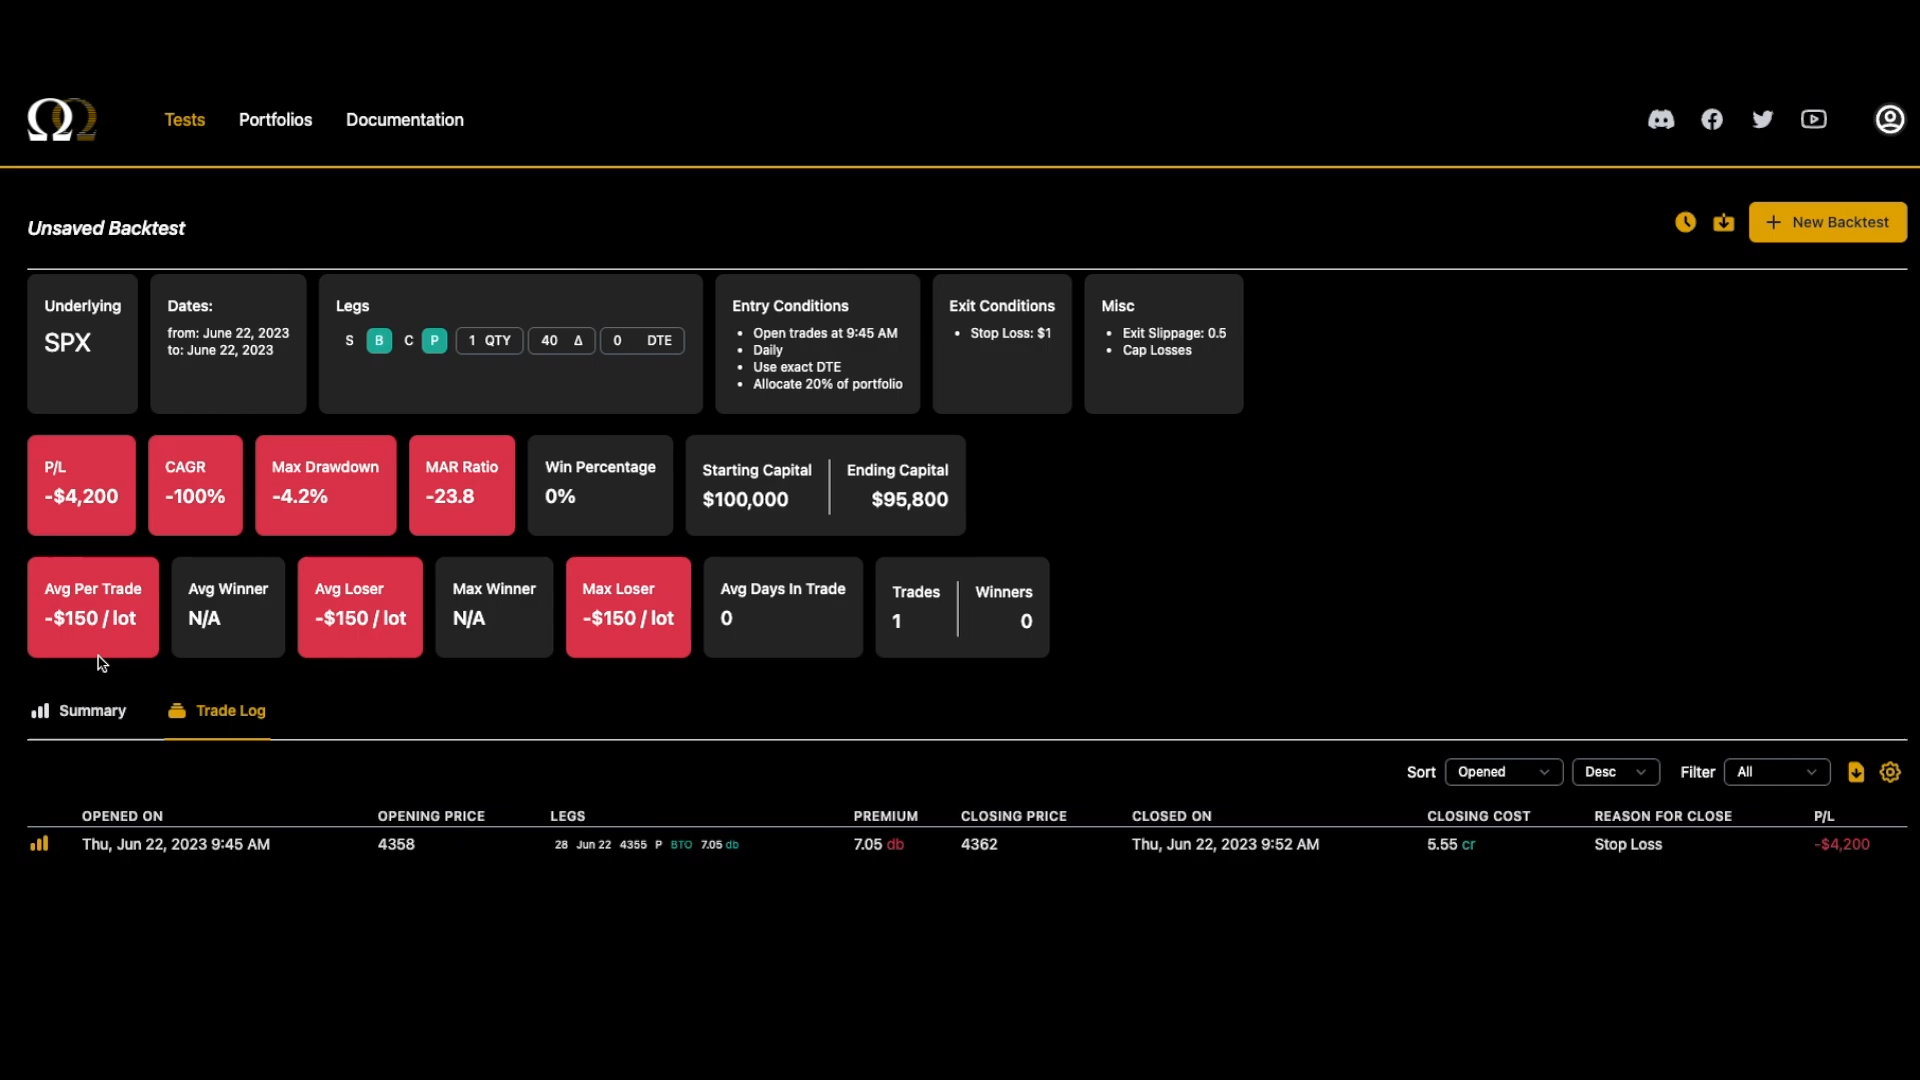 Tests Portfolios Documentation
Unsaved Backtest
New Backtest
Underlying
SPX
Dates:
from: June 22, 2023
to: June 22, 2023
Legs
S B C P 1 QTY 40 Δ 0 DTE
Entry Conditions
• Open trades at 9:45 AM
• Daily
• Use exact DTE
• Allocate 20% of portfolio
Exit Conditions
• Stop Loss: $1
Misc
• Exit Slippage: 0.5
• Cap Losses
P/L
-$4,200
CAGR
-100%
Max Drawdown
-4.2%
MAR Ratio
-23.8
Win Percentage
0%
Starting Capital
$100,000
Ending Capital
$95,800
Avg Per Trade
-$150 / lot
Avg Winner
N/A
Avg Loser
-$150 / lot
Max Winner
N/A
Max Loser
-$150 / lot
Avg Days In Trade
0
Trades
1
Winners
0
Summary Trade Log
Sort Opened Desc Filter All
OPENED ON OPENING PRICE LEGS PREMIUM CLOSING PRICE CLOSED ON CLOSING COST REASON FOR CLOSE P/L
Thu, Jun 22, 2023 9:45 AM 4358 28 Jun 22 4355 P BTO 7.05 db 7.05 db 4362 Thu, Jun 22, 2023 9:52 AM 5.55 cr Stop Loss -$4,200